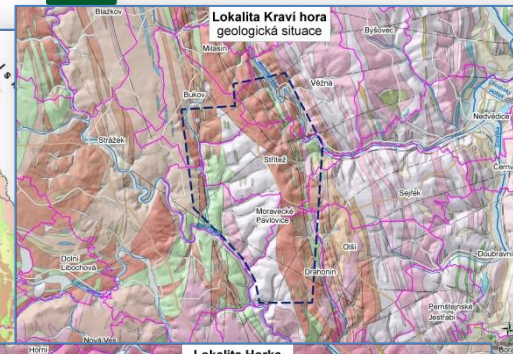 Lokalita Kraví hora
geologická situace
Blažkov
Milasín
Byšovec
Věžná
Bukov
Nedvědice
Strážek
Střítež
Sejřek
Moravecké
Pavlovice
Olší
Dolní
Libochová
Drahonín
Doubravní
Pernštejnské
Jestřabí
Nová Ves
Horní
Lokalita Horka